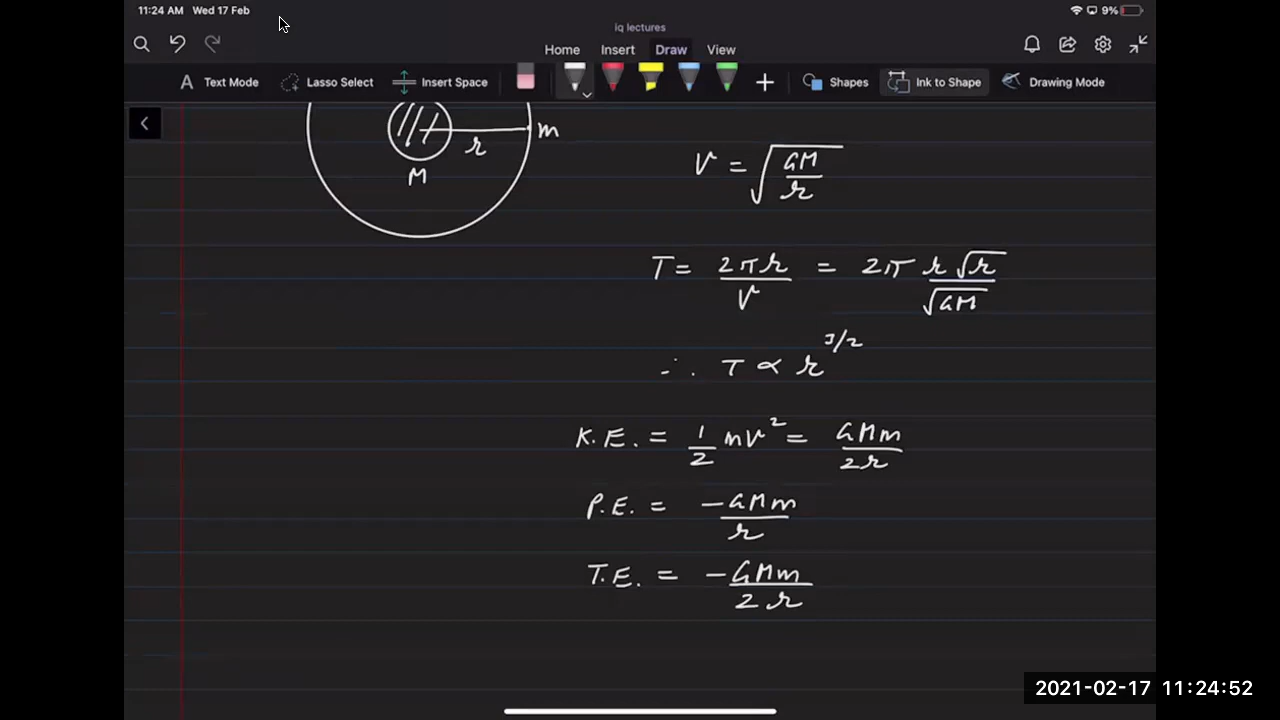 11:24 AM Wed 17 Feb
9%
iq lectures
Home Insert Draw View
Text Mode Lasso Select Insert Space Shapes Ink to Shape Drawing Mode
r m
M
V = √(GM/r)
T = 2πr/V = 2π r√r/√GM
∴ T ∝ r^3/2
K.E. = 1/2 mv² = GMm/2r
P.E. = -GMm/r
T.E. = -GMm/2r
2021-02-17 11:24:52